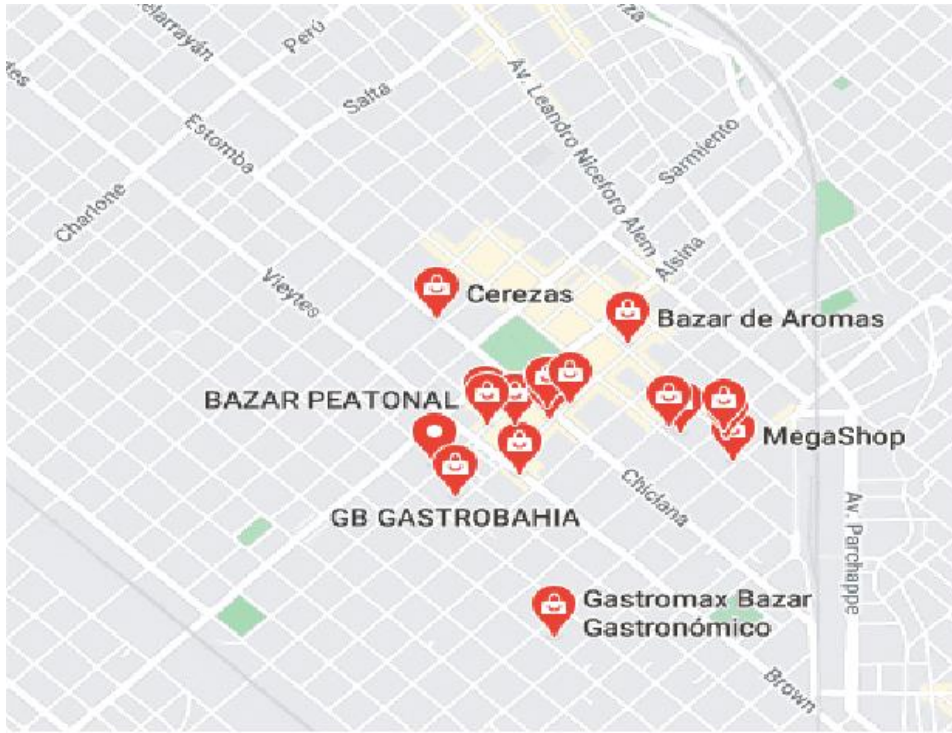 Perú
Salta
Estomba
Charlone
Vieytes
Av. Leandro Niceforo Alem
Sarmiento
Alsina
Cerezas
Bazar de Aromas
BAZAR PEATONAL
MegaShop
GB GASTROBAHIA
Chiclana
Av. Parchappe
Gastromax Bazar
Gastronómico
Brown